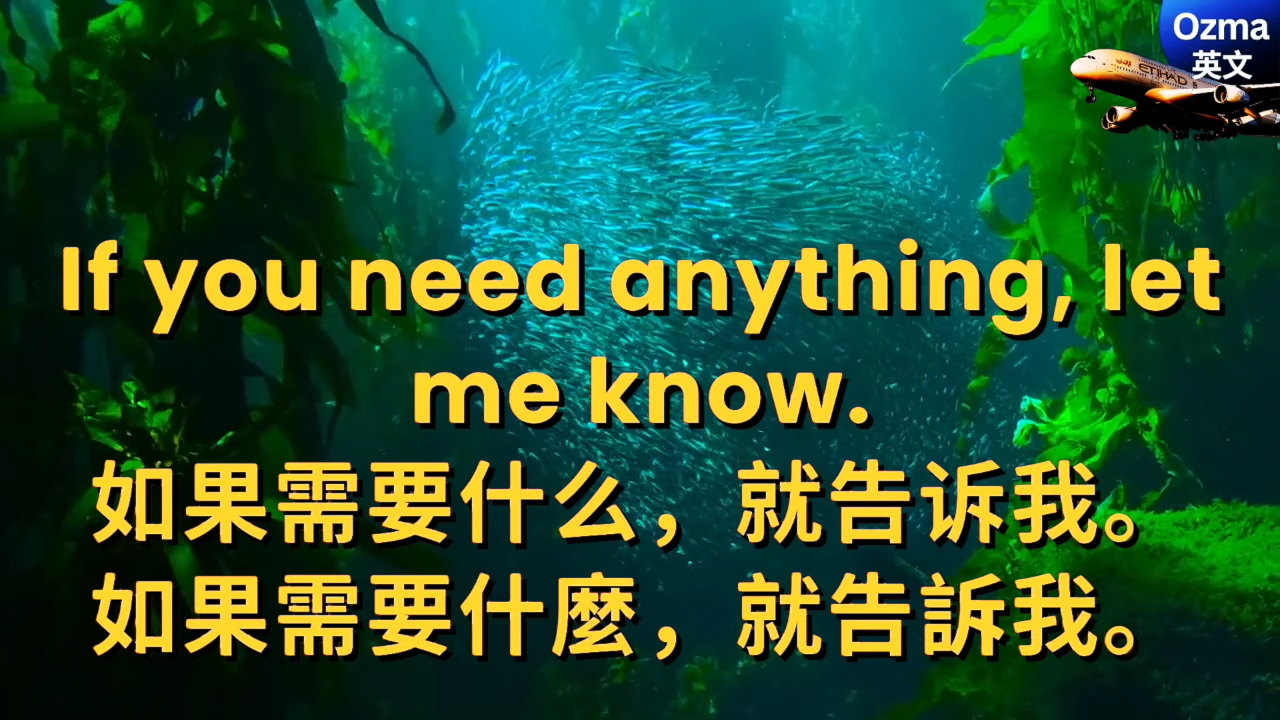 Ozma
英文
ETIHAD
If you need anything, let
me know.
如果需要什么，就告诉我。
如果需要什麼，就告訴我。